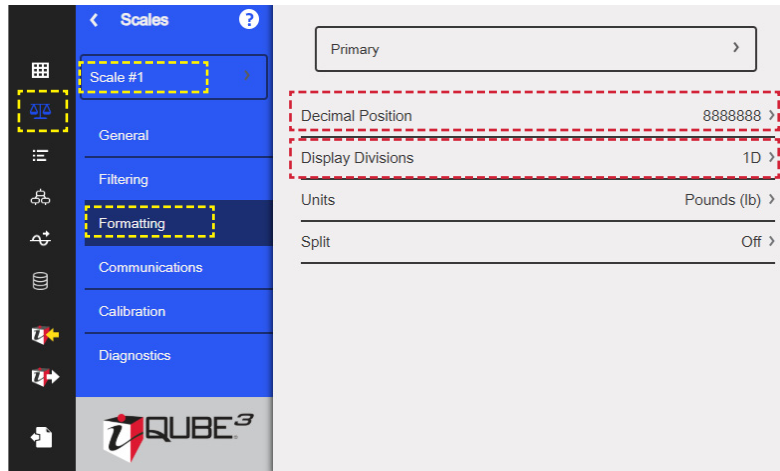 Scales
?
Scale #1
General
Filtering
Formatting
Communications
Calibration
Diagnostics
iQUBE3
Primary
Decimal Position 8888888
Display Divisions 1D
Units Pounds (lb)
Split Off